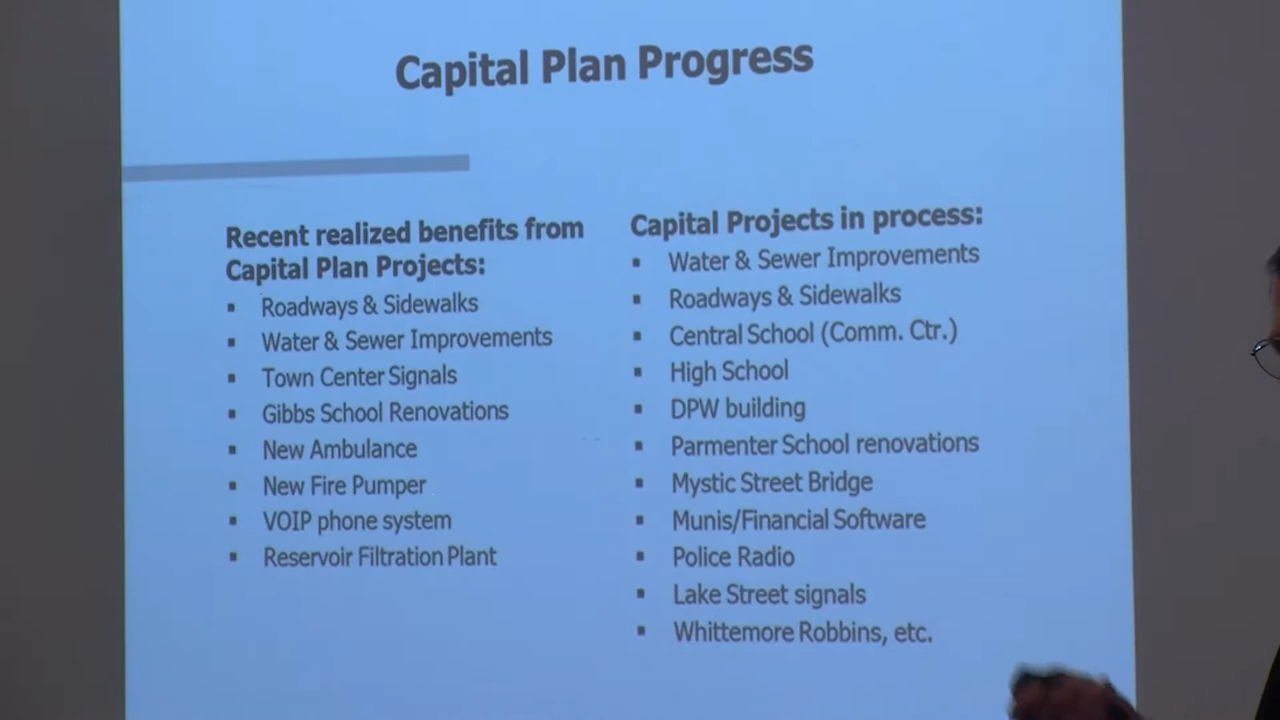 Capital Plan Progress
Recent realized benefits from
Capital Plan Projects:
▪ Roadways & Sidewalks
▪ Water & Sewer Improvements
▪ Town Center Signals
▪ Gibbs School Renovations
▪ New Ambulance
▪ New Fire Pumper
▪ VOIP phone system
▪ Reservoir Filtration Plant
Capital Projects in process:
▪ Water & Sewer Improvements
▪ Roadways & Sidewalks
▪ Central School (Comm. Ctr.)
▪ High School
▪ DPW building
▪ Parmenter School renovations
▪ Mystic Street Bridge
▪ Munis/Financial Software
▪ Police Radio
▪ Lake Street signals
▪ Whittemore Robbins, etc.